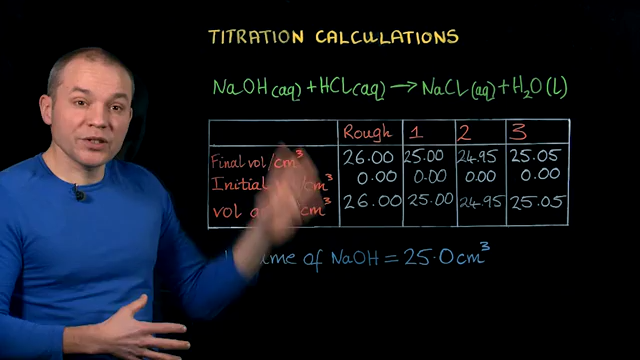 TITRATION CALCULATIONS
NaOH(aq) + HCl(aq) → NaCl(aq) + H₂O(l)
Rough 1 2 3
Final vol/cm³ 26.00 25.00 24.95 25.05
Initial /cm³ 0.00 0.00 0.00 0.00
vol cm³ 26.00 25.00 24.95 25.05
of NaOH = 25.0cm³